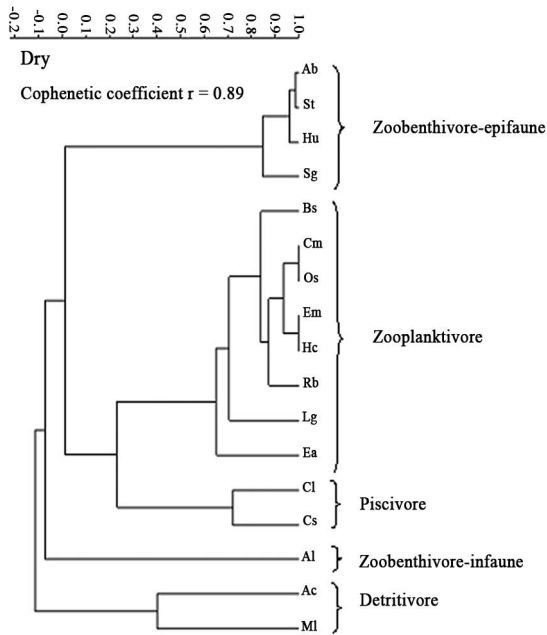 -0.2 -0.1 0.0 0.1 0.2 0.3 0.4 0.5 0.6 0.7 0.8 0.9 1.0
Dry
Cophenetic coefficient r = 0.89
Ab
St
Hu
Sg
Zoobenthivore-epifaune
Bs
Cm
Os
Em
Hc
Rb
Lg
Ea
Zooplanktivore
Cl
Cs
Piscivore
Al
Zoobenthivore-infaune
Ac
Ml
Detritivore